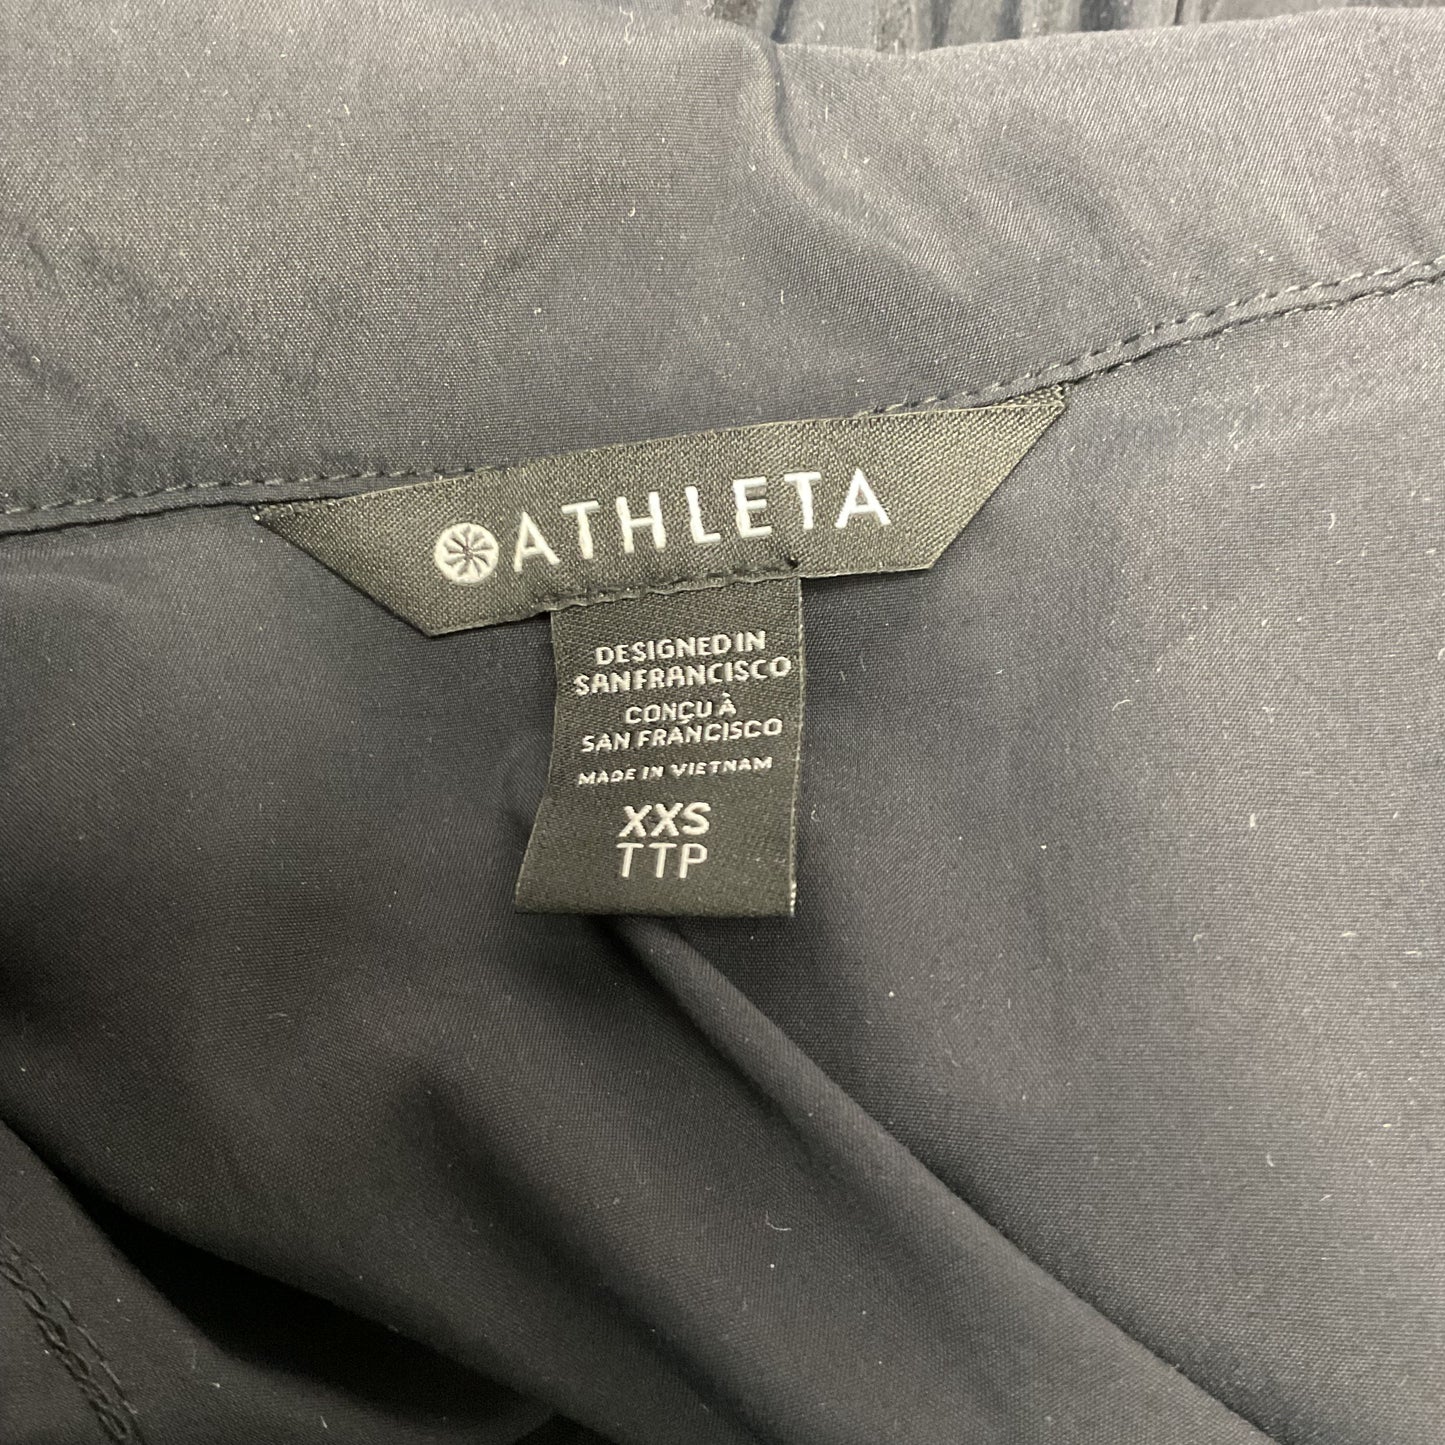 ATHLETA
DESIGNED IN
SAN FRANCISCO
CONÇU À
SAN FRANCISCO
MADE IN VIETNAM
XXS
TTP